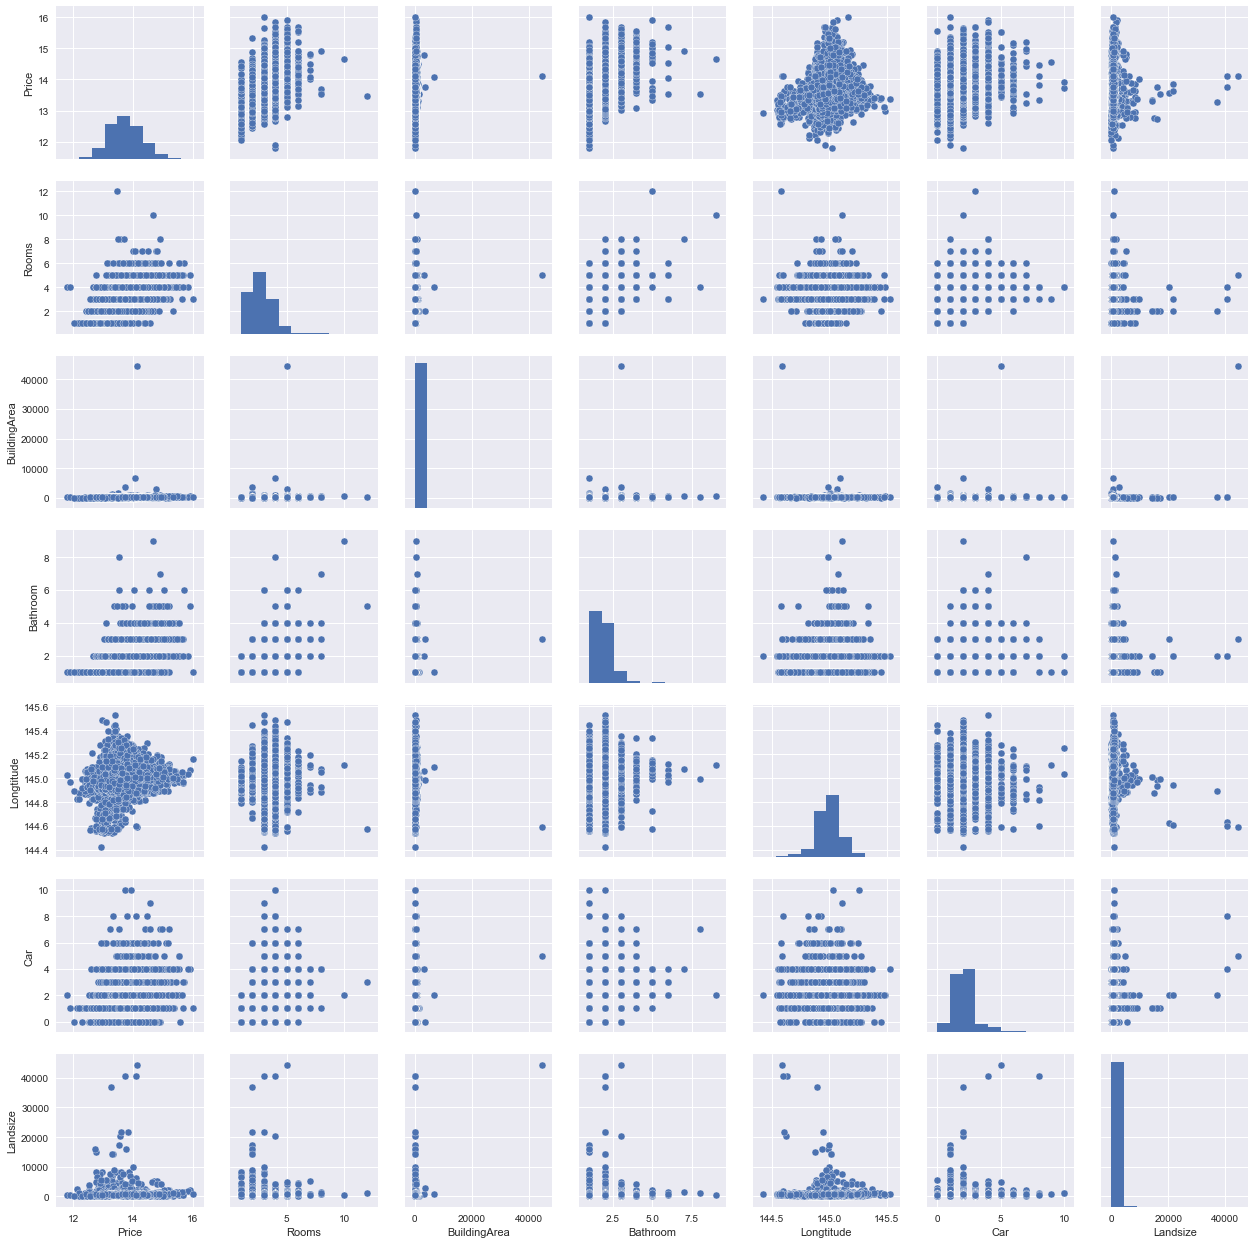 16
15
14
13
12
Price
12
10
8
6
4
2
Rooms
40000
30000
20000
10000
0
BuildingArea
8
6
4
2
Bathroom
145.6
145.4
145.2
145.0
144.8
144.6
144.4
Longtitude
10
8
6
4
2
0
Car
40000
30000
20000
10000
0
Landsize
12 14 16
5 10
0 20000 40000
2.5 5.0 7.5
144.5 145.0 145.5
0 5 10
0 20000 40000
Price Rooms BuildingArea Bathroom Longtitude Car Landsize